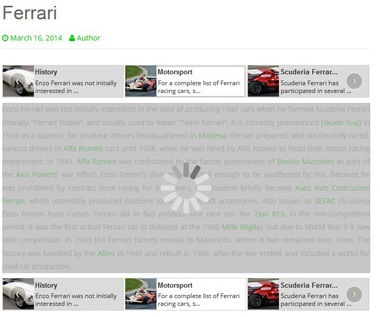 Ferrari
March 16, 2014 Author
History
Enzo Ferrari was not initially
interested in ...
Motorsport
For a complete list of Ferrari
racing cars, s...
Scuderia Ferrar...
Scuderia Ferrari has
participated in several ...
Enzo Ferrari was not initially interested in the idea of producing road cars when he formed Scuderia Ferrari
(literally "Ferrari Stable", and usually used to mean "Team Ferrari", it is correctly pronounced
in 1928 as a sponsor for amateur drivers headquartered in Modena. Ferrari prepared, and successfully raced,
various drivers in Alfa Romeo cars until 1938, when he was hired by Alfa Romeo to head their motor racing
department. In 1941, Alfa Romeo was confiscated by the fascist government of Benito Mussolini as part of
the Axis Powers' war effort. Enzo Ferrari's enough to be unaffected by this. Because he
was prohibited by contract from racing for years, the Scuderia briefly became Auto Avio Costruzioni
Ferrari, which ostensibly produced machine aircraft accessories. Also known as SEFAC (Scuderia
Enzo Ferrari Auto Corse), Ferrari did in fact produce one race car, the Tipo 815, in the non-competition
period. It was the first actual Ferrari car (it debuted at the 1940 Mille Miglia), but due to World War II it saw
little competition. In 1943 the Ferrari factory moved to Maranello, where it has remained ever since. The
factory was bombed by the Allies in 1944 and rebuilt in 1946, after the war ended, and included a works for
road car production.
History
Enzo Ferrari was not initially
interested in ...
Motorsport
For a complete list of Ferrari
racing cars, s...
Scuderia Ferrar...
Scuderia Ferrari has
participated in several ...